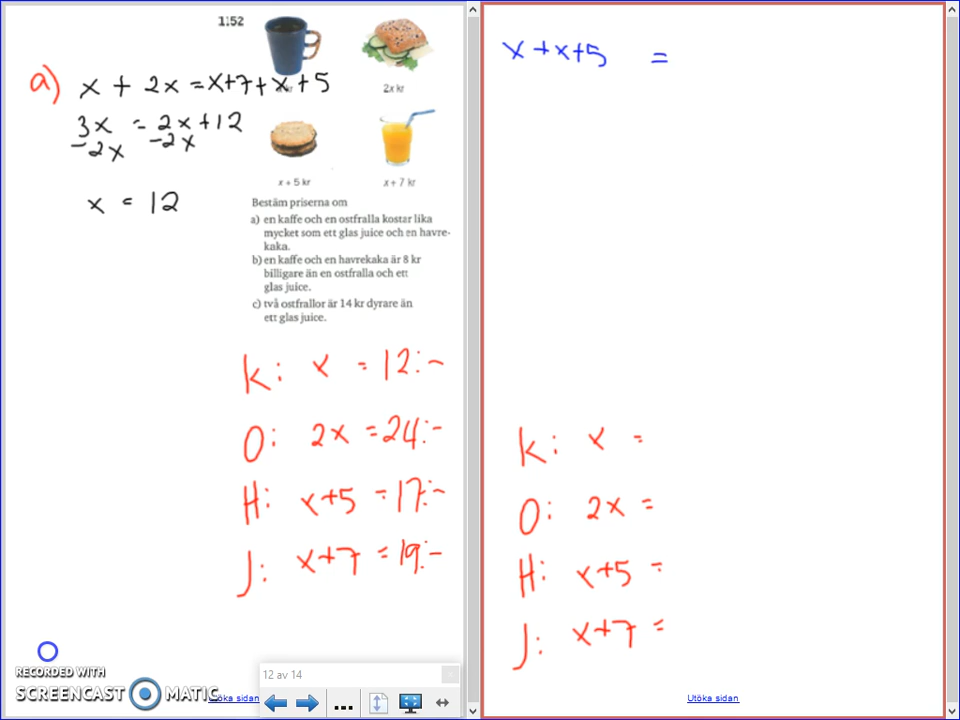 1152
a) x + 2x = x+7+x+5
kr
2x kr
3x = 2x+12
-2x -2x
x + 5 kr
x + 7 kr
x = 12
Bestäm priserna om
a) en kaffe och en ostfralla kostar lika
mycket som ett glas juice och en havre-
kaka.
b) en kaffe och en havrekaka är 8 kr
billigare än en ostfralla och ett
glas juice.
c) två ostfrallor är 14 kr dyrare än
ett glas juice.
K: x = 12:-
O: 2x = 24:-
H: x+5 = 17:-
J: x+7 = 19:-
RECORDED WITH
SCREENCAST MATIC
12 av 14
Utöka sidan
x+x+5 =
K: x =
O: 2x =
H: x+5 =
J: x+7 =
Utöka sidan